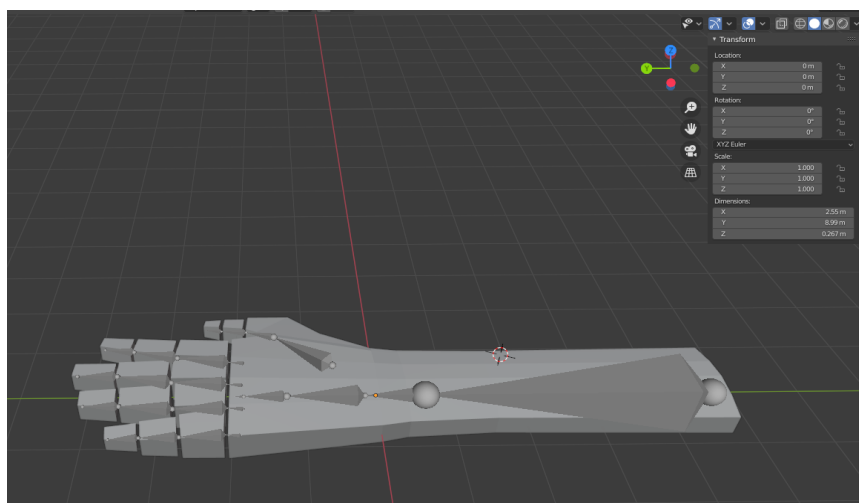 Transform
Location:
X 0 m
Y 0 m
Z 0 m
Rotation:
X 0°
Y 0°
Z 0°
XYZ Euler
Scale:
X 1.000
Y 1.000
Z 1.000
Dimensions:
X 2.55 m
Y 8.99 m
Z 0.267 m
Z
Y